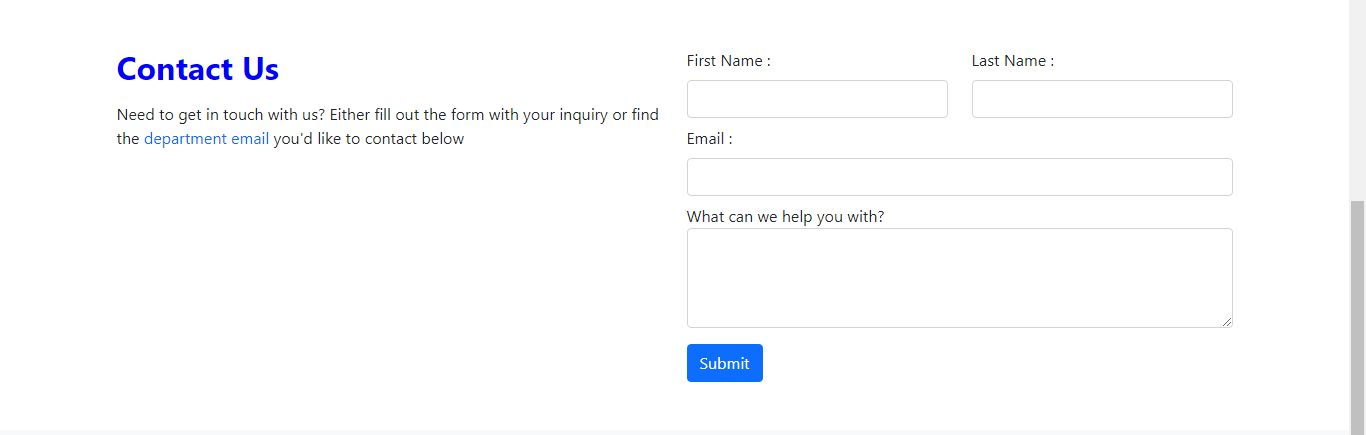 Contact Us
Need to get in touch with us? Either fill out the form with your inquiry or find
the department email you'd like to contact below
First Name :
Last Name :
Email :
What can we help you with?
Submit